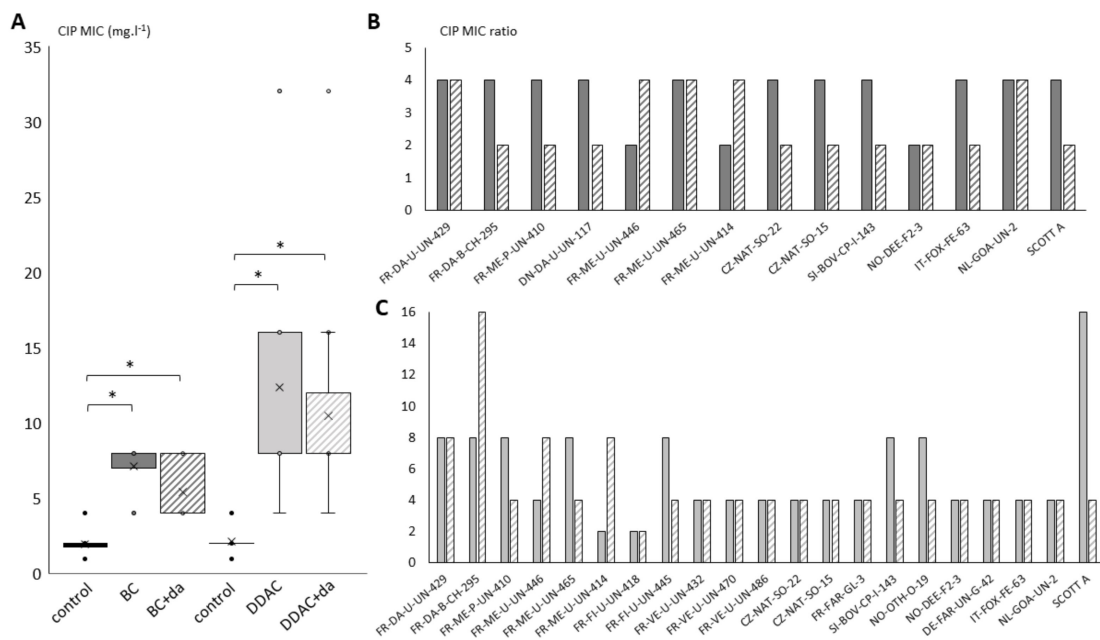 A
CIP MIC (mg.l-1)
35
30
25
20
15
10
5
0
*
*
*
*
control
BC
BC+da
control
DDAC
DDAC+da
B
CIP MIC ratio
5
4
3
2
1
0
FR-DA-U-UN-429
FR-DA-B-CH-295
FR-ME-P-UN-410
DN-DA-U-UN-117
FR-ME-U-UN-446
FR-ME-U-UN-465
FR-ME-U-UN-414
CZ-NAT-SO-22
CZ-NAT-SO-15
SI-BOV-CP-I-143
NO-DEE-F2-3
IT-FOX-FE-63
NL-GOA-UN-2
SCOTT A
C
16
14
12
10
8
6
4
2
0
FR-DA-U-UN-429
FR-DA-B-CH-295
FR-ME-P-UN-410
FR-ME-U-UN-446
FR-ME-U-UN-465
FR-ME-U-UN-414
FR-FI-U-UN-418
FR-FI-U-UN-445
FR-VE-U-UN-432
FR-VE-U-UN-470
FR-VE-U-UN-486
CZ-NAT-SO-22
CZ-NAT-SO-15
FR-FAR-GI-3
SI-BOV-CP-I-143
NO-OTH-O-19
NO-DEE-F2-3
DE-FAR-UN-G-42
IT-FOX-FE-63
NL-GOA-UN-2
SCOTT A